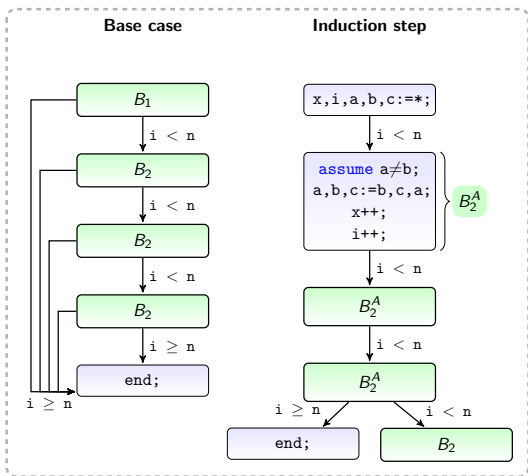 Base case
B₁
i < n
B₂
i < n
B₂
i < n
B₂
i ≥ n
end;
i ≥ n
Induction step
x,i,a,b,c:=*;
i < n
assume a≠b;
a,b,c:=b,c,a;
x++;
i++;
B₂ᴬ
i < n
B₂ᴬ
i < n
B₂ᴬ
i ≥ n
i < n
end;
B₂